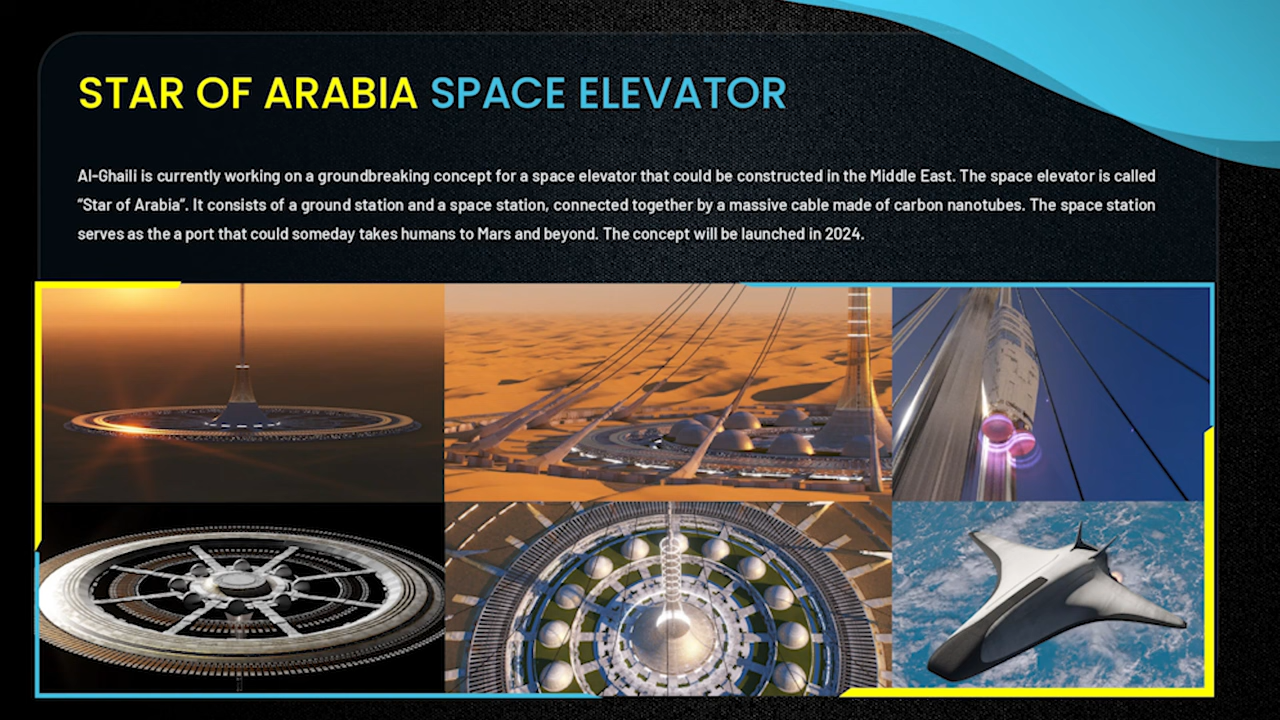 STAR OF ARABIA SPACE ELEVATOR
Al-Ghaili is currently working on a groundbreaking concept for a space elevator that could be constructed in the Middle East. The space elevator is called
“Star of Arabia”. It consists of a ground station and a space station, connected together by a massive cable made of carbon nanotubes. The space station
serves as the a port that could someday takes humans to Mars and beyond. The concept will be launched in 2024.